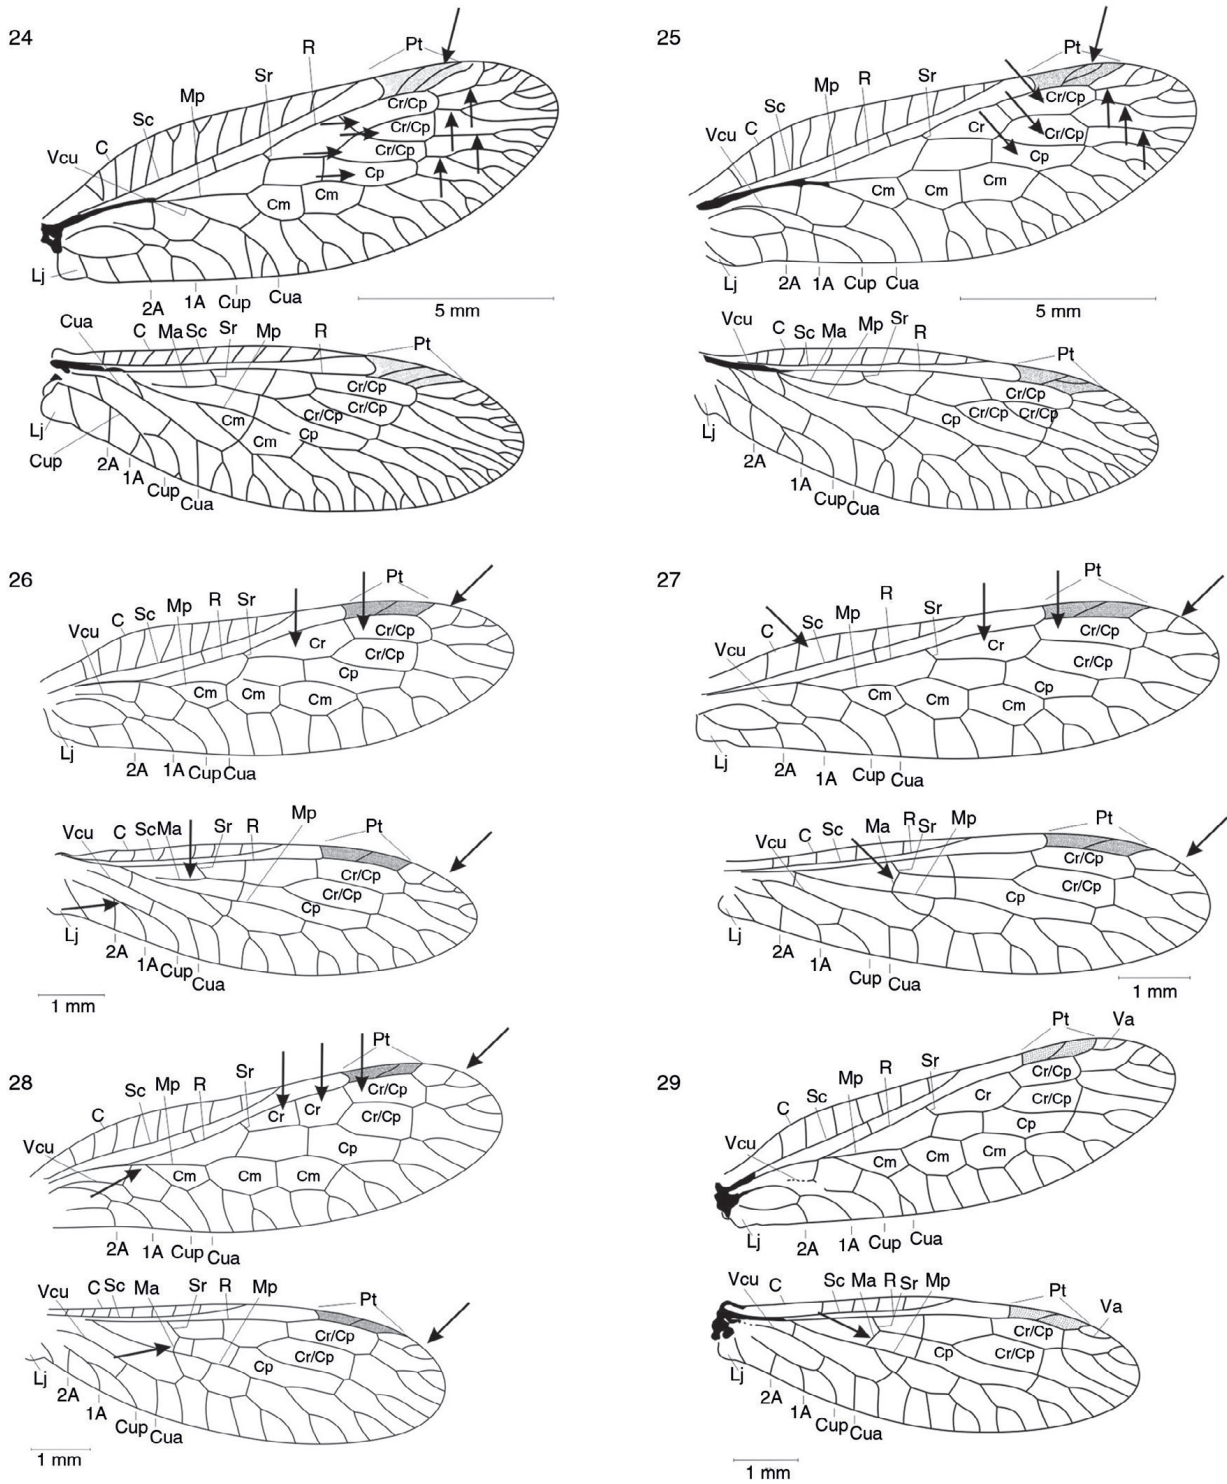 24
Vcu C Sc Mp Sr R Pt
Cr/Cp
Cr/Cp
Cr/Cp
Cp
Cm Cm
Lj 2A 1A Cup Cua
5 mm
Cua C Ma Sc Sr Mp R Pt
Cr/Cp
Cr/Cp Cr/Cp
Cm Cm Cp
Lj Cup 2A 1A Cup Cua
25
Vcu C Sc Mp R Sr Pt
Cr/Cp
Cr Cr/Cp
Cp
Cm Cm Cm
Lj 2A 1A Cup Cua
5 mm
Vcu C Sc Ma Mp Sr R Pt
Cr/Cp
Cp Cr/Cp Cr/Cp
Lj 2A 1A Cup Cua
26
Vcu C Sc Mp R Sr Pt
Cr Cr/Cp
Cr/Cp
Cp
Cm Cm Cm
Lj 2A 1A Cup Cua
Vcu C Sc Ma Sr R Mp Pt
Cr/Cp
Cr/Cp
Cp
Lj 2A 1A Cup Cua
1 mm
27
Vcu C Sc Mp R Sr Pt
Cr Cr/Cp
Cr/Cp
Cp
Cm Cm Cm
Lj 2A 1A Cup Cua
Vcu C Sc Ma R Sr Mp Pt
Cr/Cp
Cr/Cp
Cp
Lj 2A 1A Cup Cua
1 mm
28
Vcu C Sc Mp R Sr Pt
Cr Cr Cr/Cp
Cr/Cp
Cp
Cm Cm Cm
2A 1A Cup Cua
Vcu C Sc Ma Sr R Mp Pt
Cr/Cp
Cr/Cp
Cp
Lj 2A 1A Cup Cua
1 mm
29
Vcu C Sc Mp R Sr Pt Va
Cr/Cp
Cr Cr/Cp
Cp
Cm Cm Cm
Lj 2A 1A Cup Cua
Vcu C Sc Ma R Sr Mp Pt Va
Cr/Cp
Cp Cr/Cp
Lj 2A 1A Cup Cua
1 mm